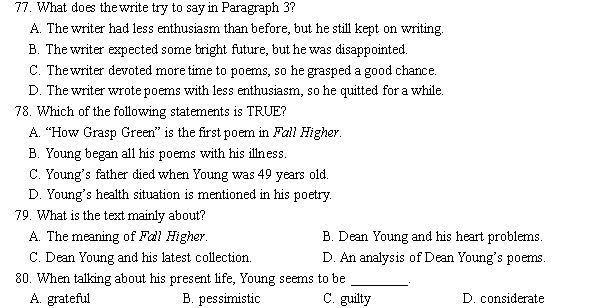 77. What does the write try to say in Paragraph 3?
A. The writer had less enthusiasm than before, but he still kept on writing.
B. The writer expected some bright future, but he was disappointed.
C. The writer devoted more time to poems, so he grasped a good chance.
D. The writer wrote poems with less enthusiasm, so he quitted for a while.
78. Which of the following statements is TRUE?
A. “How Grasp Green” is the first poem in Fall Higher.
B. Young began all his poems with his illness.
C. Young’s father died when Young was 49 years old.
D. Young’s health situation is mentioned in his poetry.
79. What is the text mainly about?
A. The meaning of Fall Higher. B. Dean Young and his heart problems.
C. Dean Young and his latest collection. D. An analysis of Dean Young’s poems.
80. When talking about his present life, Young seems to be ________.
A. grateful B. pessimistic C. guilty D. considerate